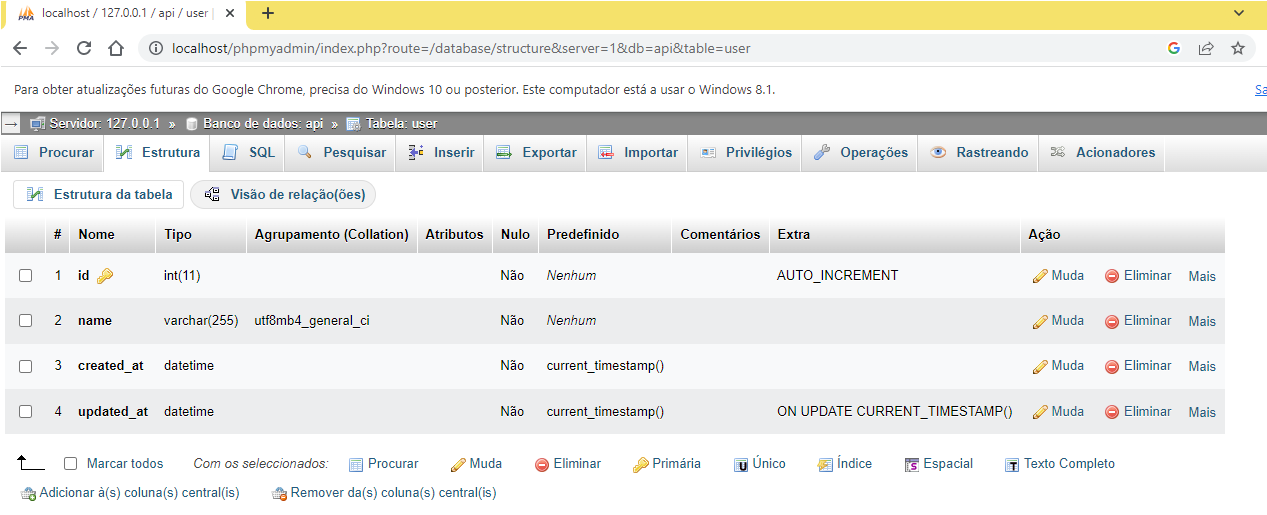 localhost / 127.0.0.1 / api / user |
localhost/phpmyadmin/index.php?route=/database/structure&server=1&db=api&table=user
Para obter atualizações futuras do Google Chrome, precisa do Windows 10 ou posterior. Este computador está a usar o Windows 8.1.
Sa
Servidor: 127.0.0.1 » Banco de dados: api » Tabela: user
Procurar Estrutura SQL Pesquisar Inserir Exportar Importar Privilégios Operações Rastreando Acionadores
Estrutura da tabela Visão de relação(ões)
# Nome Tipo Agrupamento (Collation) Atributos Nulo Predefinido Comentários Extra Ação
1 id int(11) Não Nenhum AUTO_INCREMENT Muda Eliminar Mais
2 name varchar(255) utf8mb4_general_ci Não Nenhum Muda Eliminar Mais
3 created_at datetime Não current_timestamp() Muda Eliminar Mais
4 updated_at datetime Não current_timestamp() ON UPDATE CURRENT_TIMESTAMP() Muda Eliminar Mais
Marcar todos Com os seleccionados: Procurar Muda Eliminar Primária Único Índice Espacial Texto Completo
Adicionar à(s) coluna(s) central(is) Remover da(s) coluna(s) central(is)